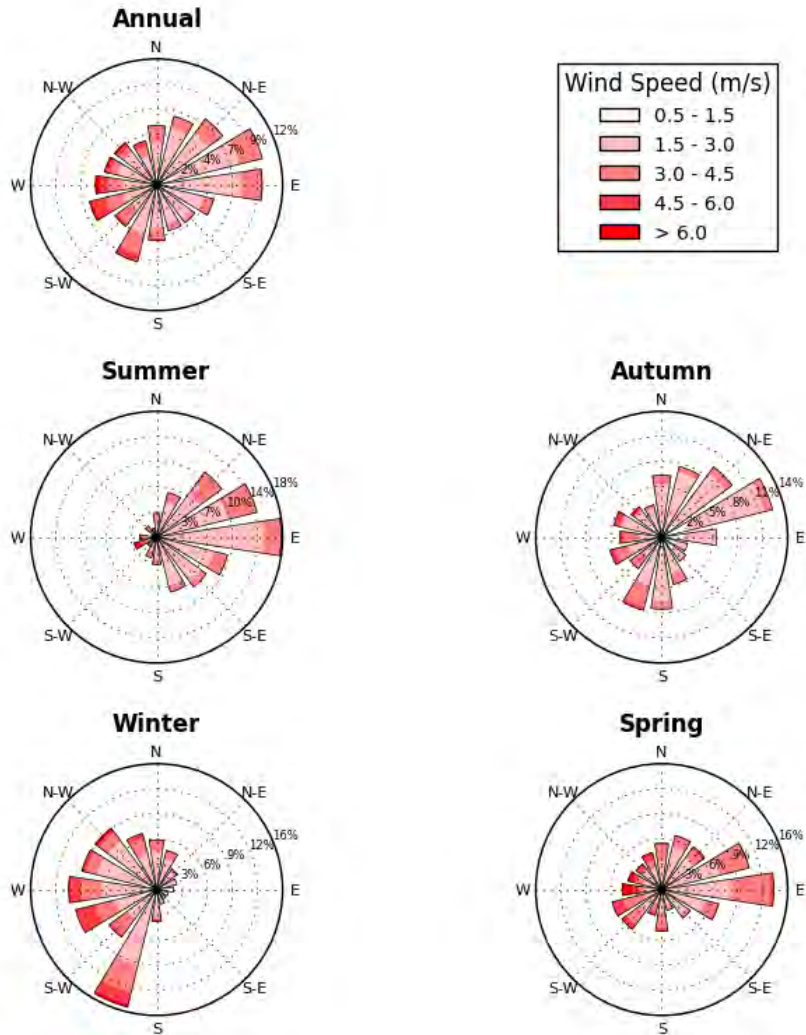 Annual
N
N-W
N-E
12%
9%
7%
4%
2%
W
E
S-W
S-E
S
Wind Speed (m/s)
0.5 - 1.5
1.5 - 3.0
3.0 - 4.5
4.5 - 6.0
> 6.0
Summer
N
N-W
N-E
18%
14%
10%
7%
3%
W
E
S-W
S-E
S
Autumn
N
N-W
N-E
14%
11%
8%
5%
2%
W
E
S-W
S-E
S
Winter
N
N-W
N-E
16%
12%
9%
6%
3%
W
E
S-W
S-E
S
Spring
N
N-W
N-E
16%
12%
9%
6%
3%
W
E
S-W
S-E
S